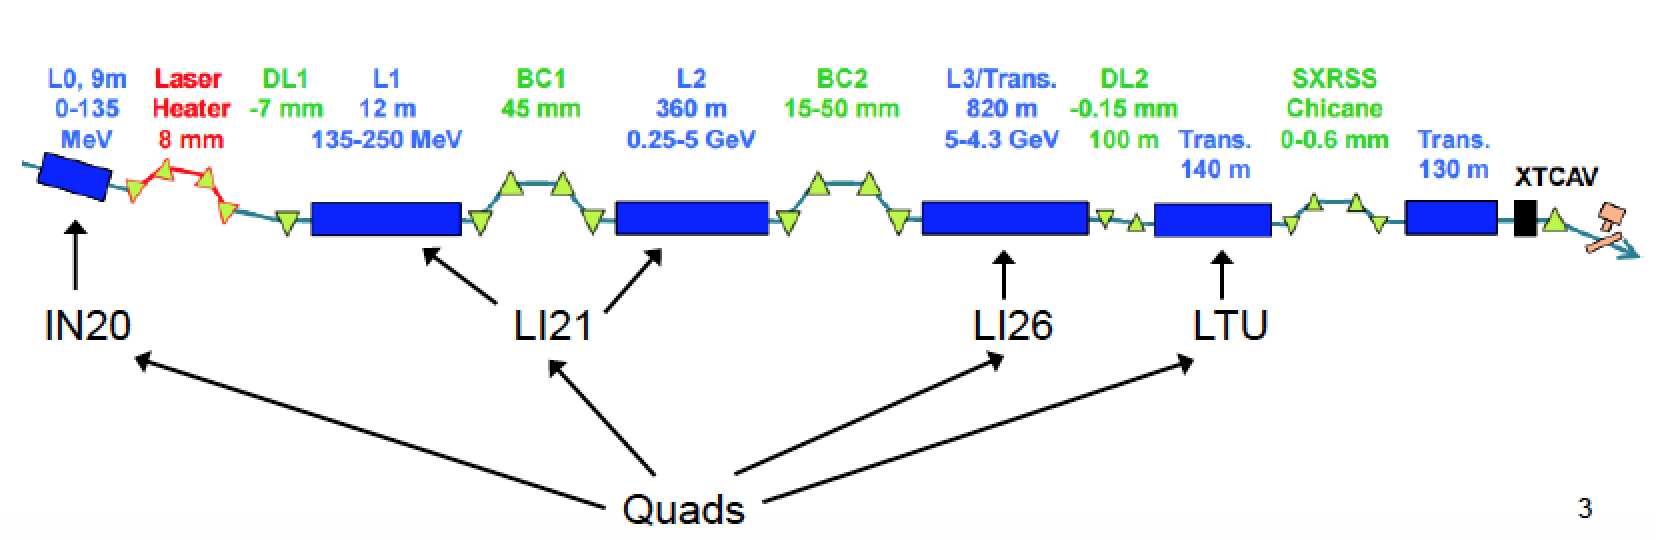 L0, 9m
0-135
MeV
Laser
Heater
8 mm
DL1
-7 mm
L1
12 m
135-250 MeV
BC1
45 mm
L2
360 m
0.25-5 GeV
BC2
15-50 mm
L3/Trans.
820 m
5-4.3 GeV
DL2
-0.15 mm
100 m
Trans.
140 m
SXRSS
Chicane
0-0.6 mm
Trans.
130 m
XTCAV
IN20
LI21
LI26
LTU
Quads
3